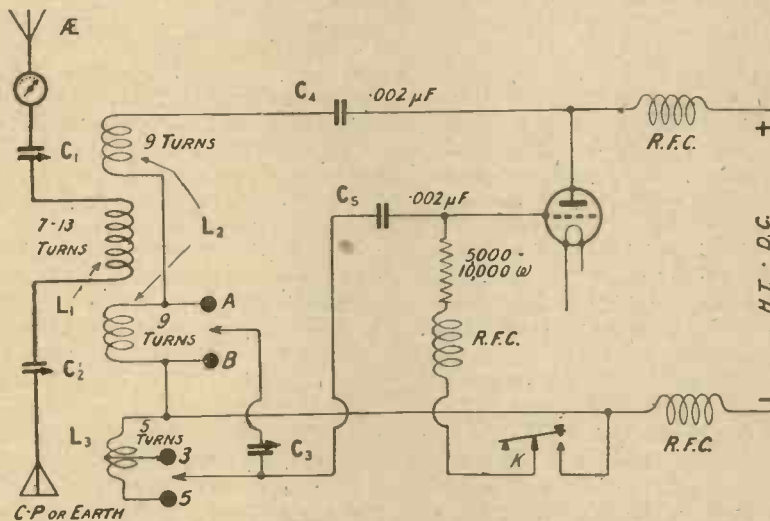 Æ
C₄ ·002 µF
R.F.C.
+
9 TURNS
C₁
C₅ ·002 µF
L₂
7-13
TURNS
5000 -
10,000 ω
H.T. D.C.
L₁
A
9
TURNS
R.F.C.
B
C₂
−
L₃
5
TURNS
3
C₃
K
R.F.C.
5
C-P OR EARTH